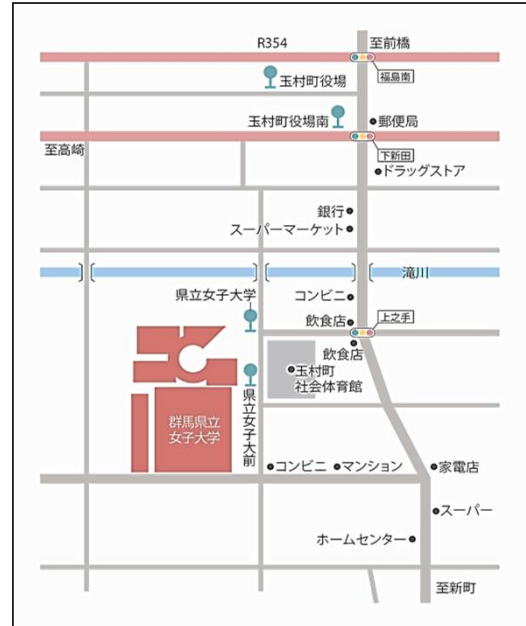 R354
至前橋
福島南
玉村町役場
玉村町役場南
郵便局
至高崎
下新田
ドラッグストア
銀行
スーパーマーケット
滝川
県立女子大学
コンビニ
飲食店
上之手
飲食店
玉村町
社会体育館
県立女子大前
群馬県立
女子大学
コンビニ
マンション
家電店
スーパー
ホームセンター
至新町